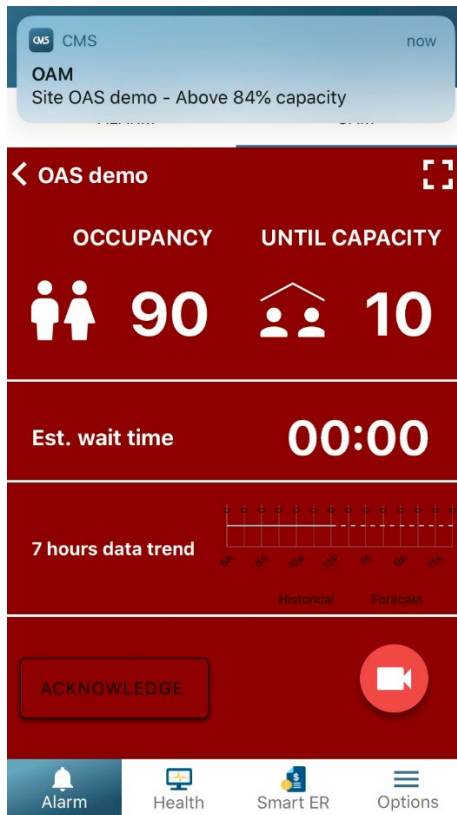 CMS CMS now
OAM
Site OAS demo - Above 84% capacity
OAS demo
OCCUPANCY UNTIL CAPACITY
90 10
Est. wait time 00:00
7 hours data trend
Historical Forecast
ACKNOWLEDGE
Alarm Health Smart ER Options